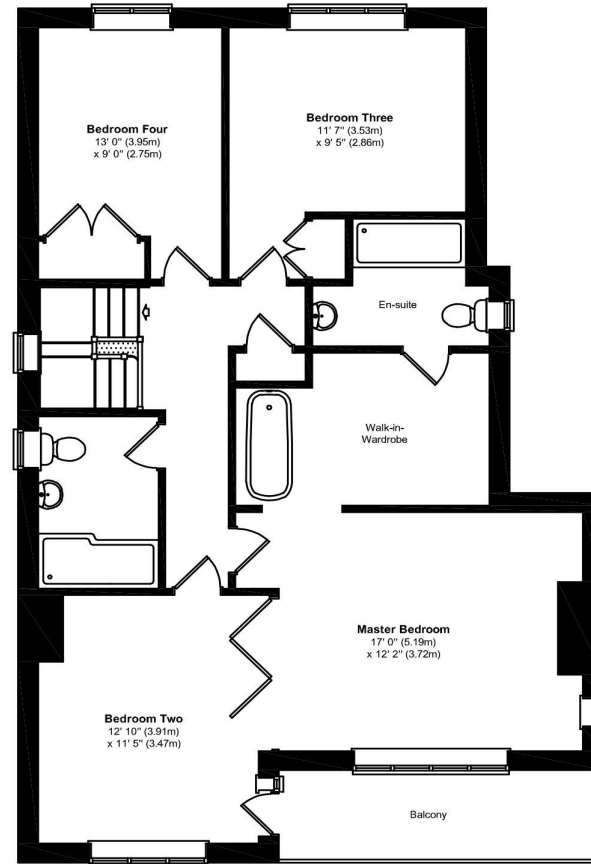 Bedroom Four
13' 0" (3.95m)
x 9' 0" (2.75m)
Bedroom Three
11' 7" (3.53m)
x 9' 5" (2.86m)
En-suite
Walk-in-
Wardrobe
Master Bedroom
17' 0" (5.19m)
x 12' 2" (3.72m)
Bedroom Two
12' 10" (3.91m)
x 11' 5" (3.47m)
Balcony